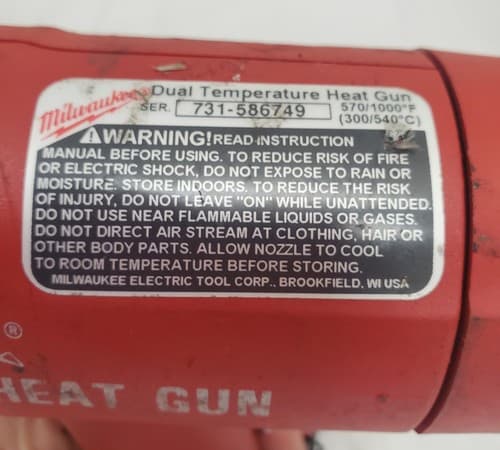 Milwaukee
Dual Temperature Heat Gun
SER. 731-586749 570/1000°F
(300/540°C)
⚠WARNING! READ INSTRUCTION
MANUAL BEFORE USING. TO REDUCE RISK OF FIRE
OR ELECTRIC SHOCK, DO NOT EXPOSE TO RAIN OR
MOISTURE. STORE INDOORS. TO REDUCE THE RISK
OF INJURY, DO NOT LEAVE "ON" WHILE UNATTENDED.
DO NOT USE NEAR FLAMMABLE LIQUIDS OR GASES.
DO NOT DIRECT AIR STREAM AT CLOTHING, HAIR OR
OTHER BODY PARTS. ALLOW NOZZLE TO COOL
TO ROOM TEMPERATURE BEFORE STORING.
MILWAUKEE ELECTRIC TOOL CORP., BROOKFIELD, WI USA
®
HEAT GUN